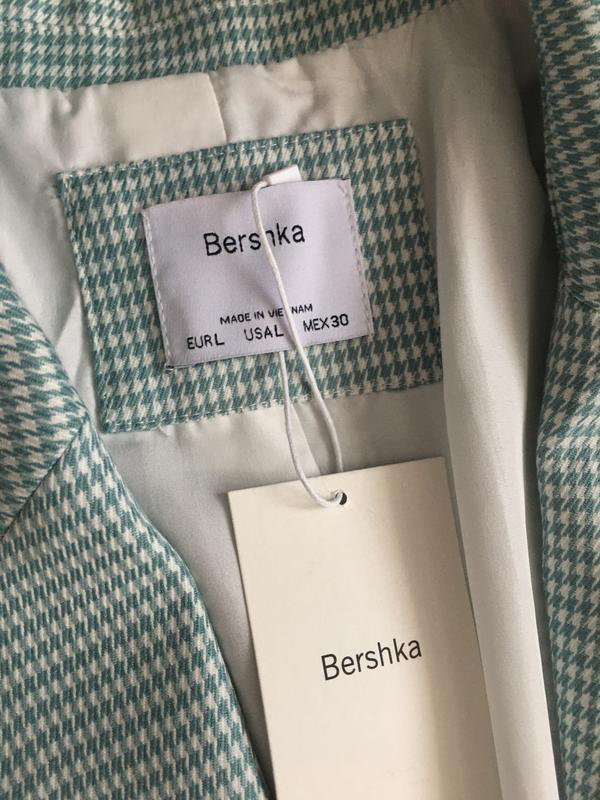 Bershka
MADE IN VIETNAM
EUR L USA L MEX 30
Bershka